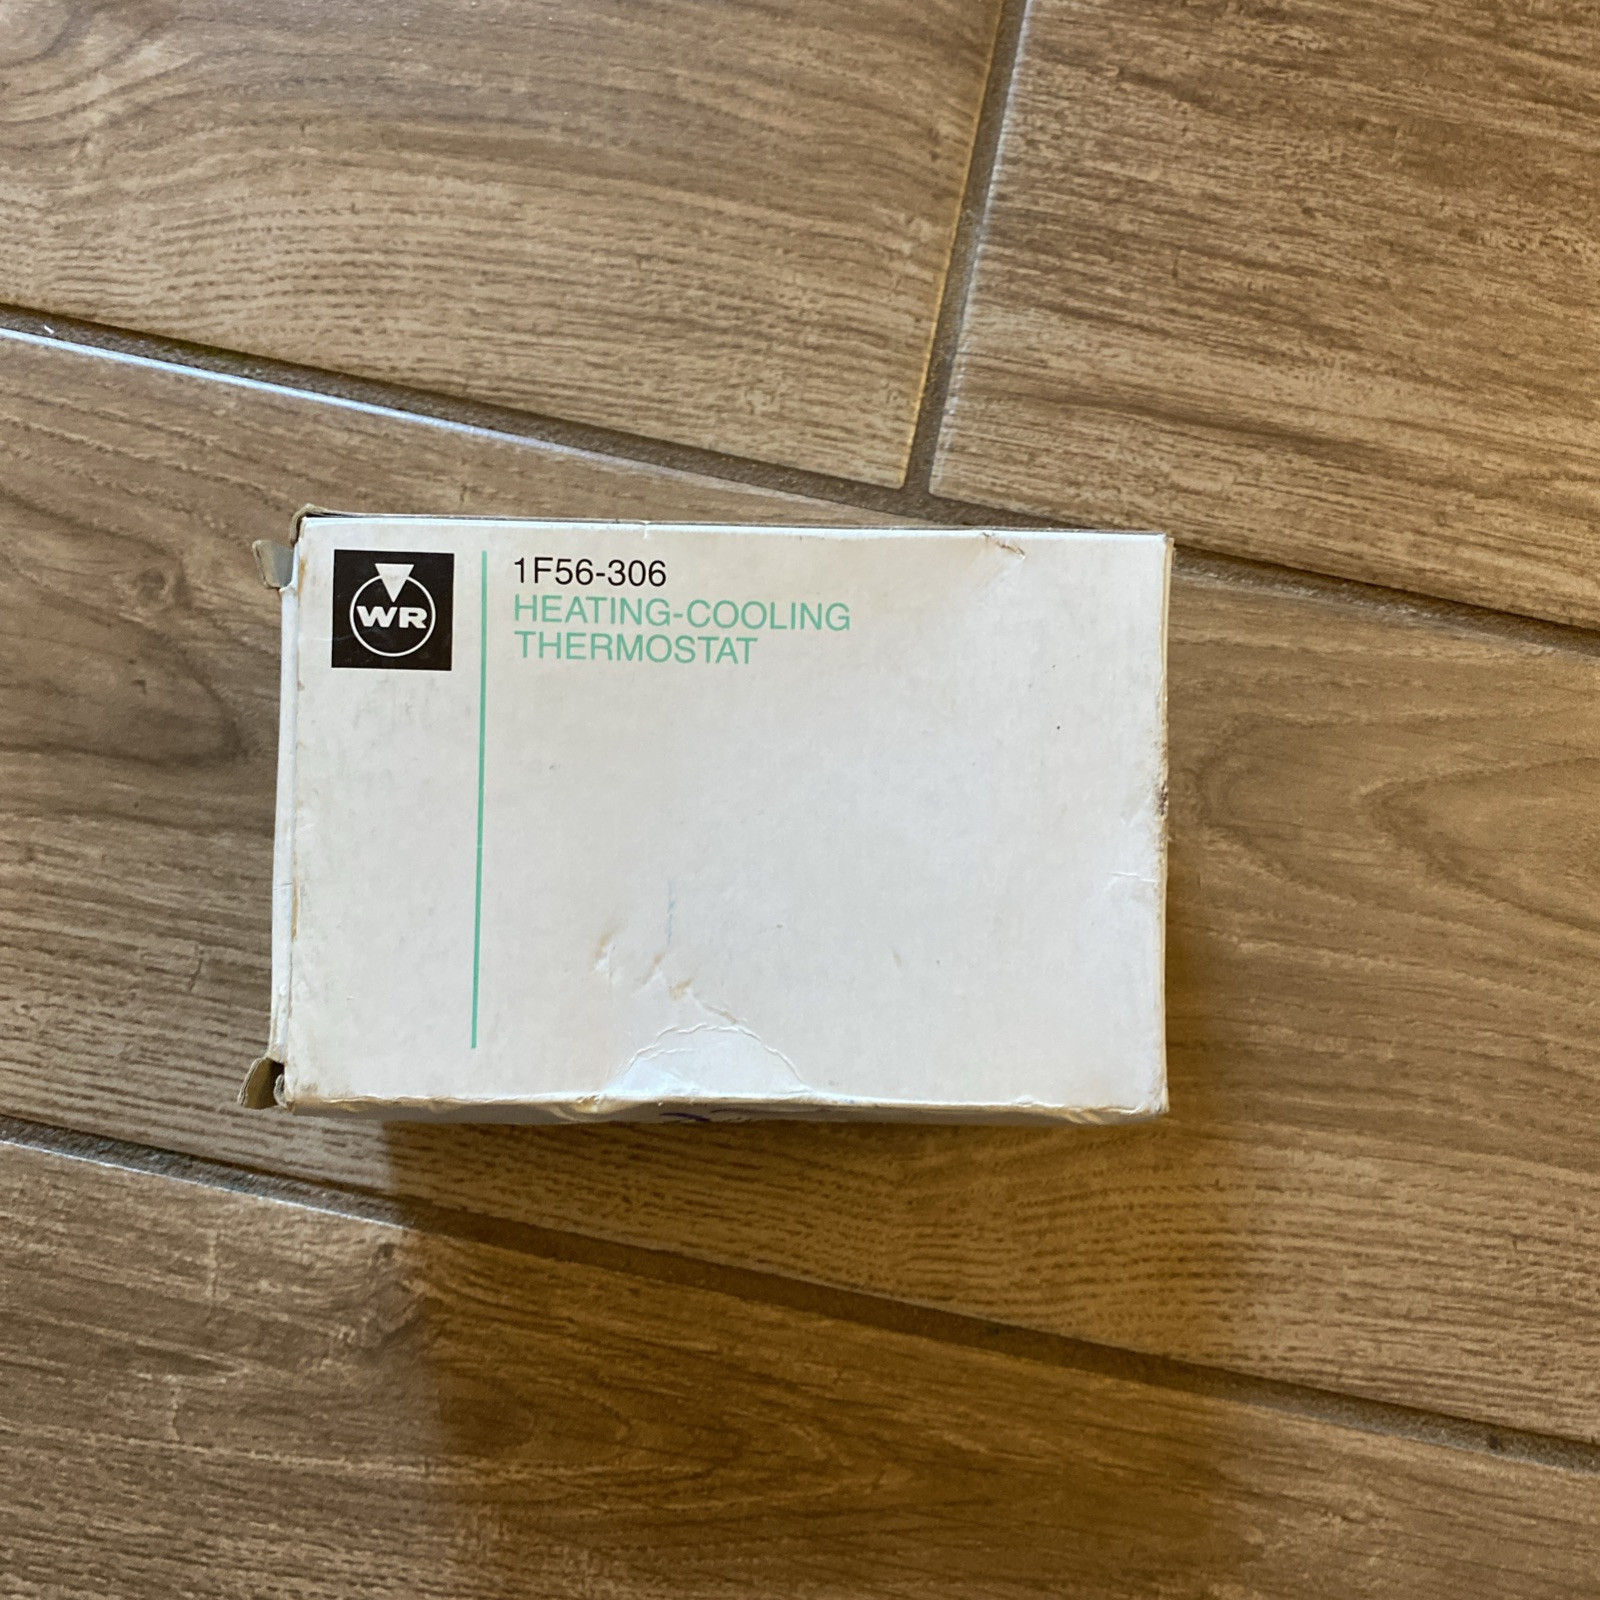 WR
1F56-306
HEATING-COOLING
THERMOSTAT